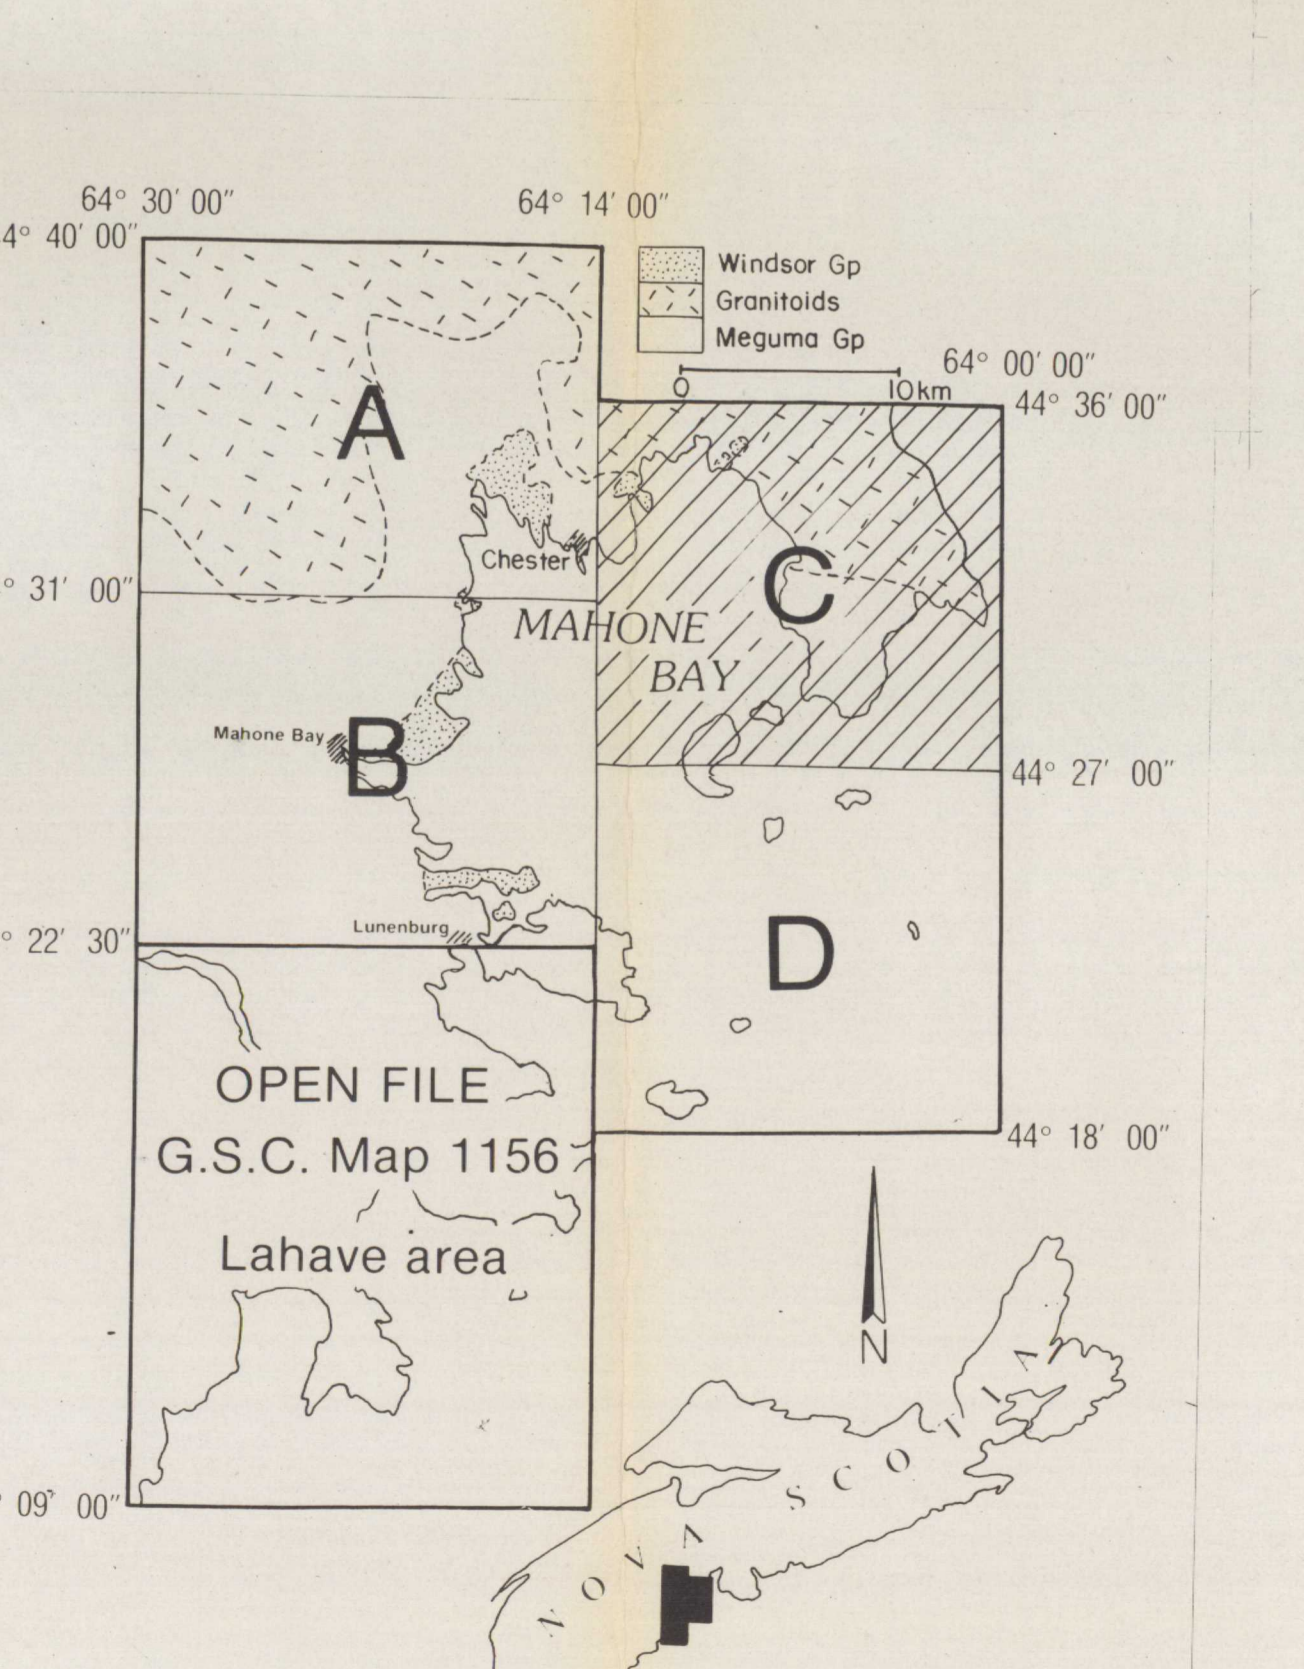 64° 30′ 00″
64° 14′ 00″
4° 40′ 00″
Windsor Gp
Granitoids
Meguma Gp
64° 00′ 00″
0
10km
44° 36′ 00″
A
Chester
C
° 31′ 00″
MAHONE
BAY
Mahone Bay
B
44° 27′ 00″
Lunenburg
D
° 22′ 30″
OPEN FILE
G.S.C. Map 1156
44° 18′ 00″
Lahave area
N
′ 09′ 00″
NOVA SCOTIA